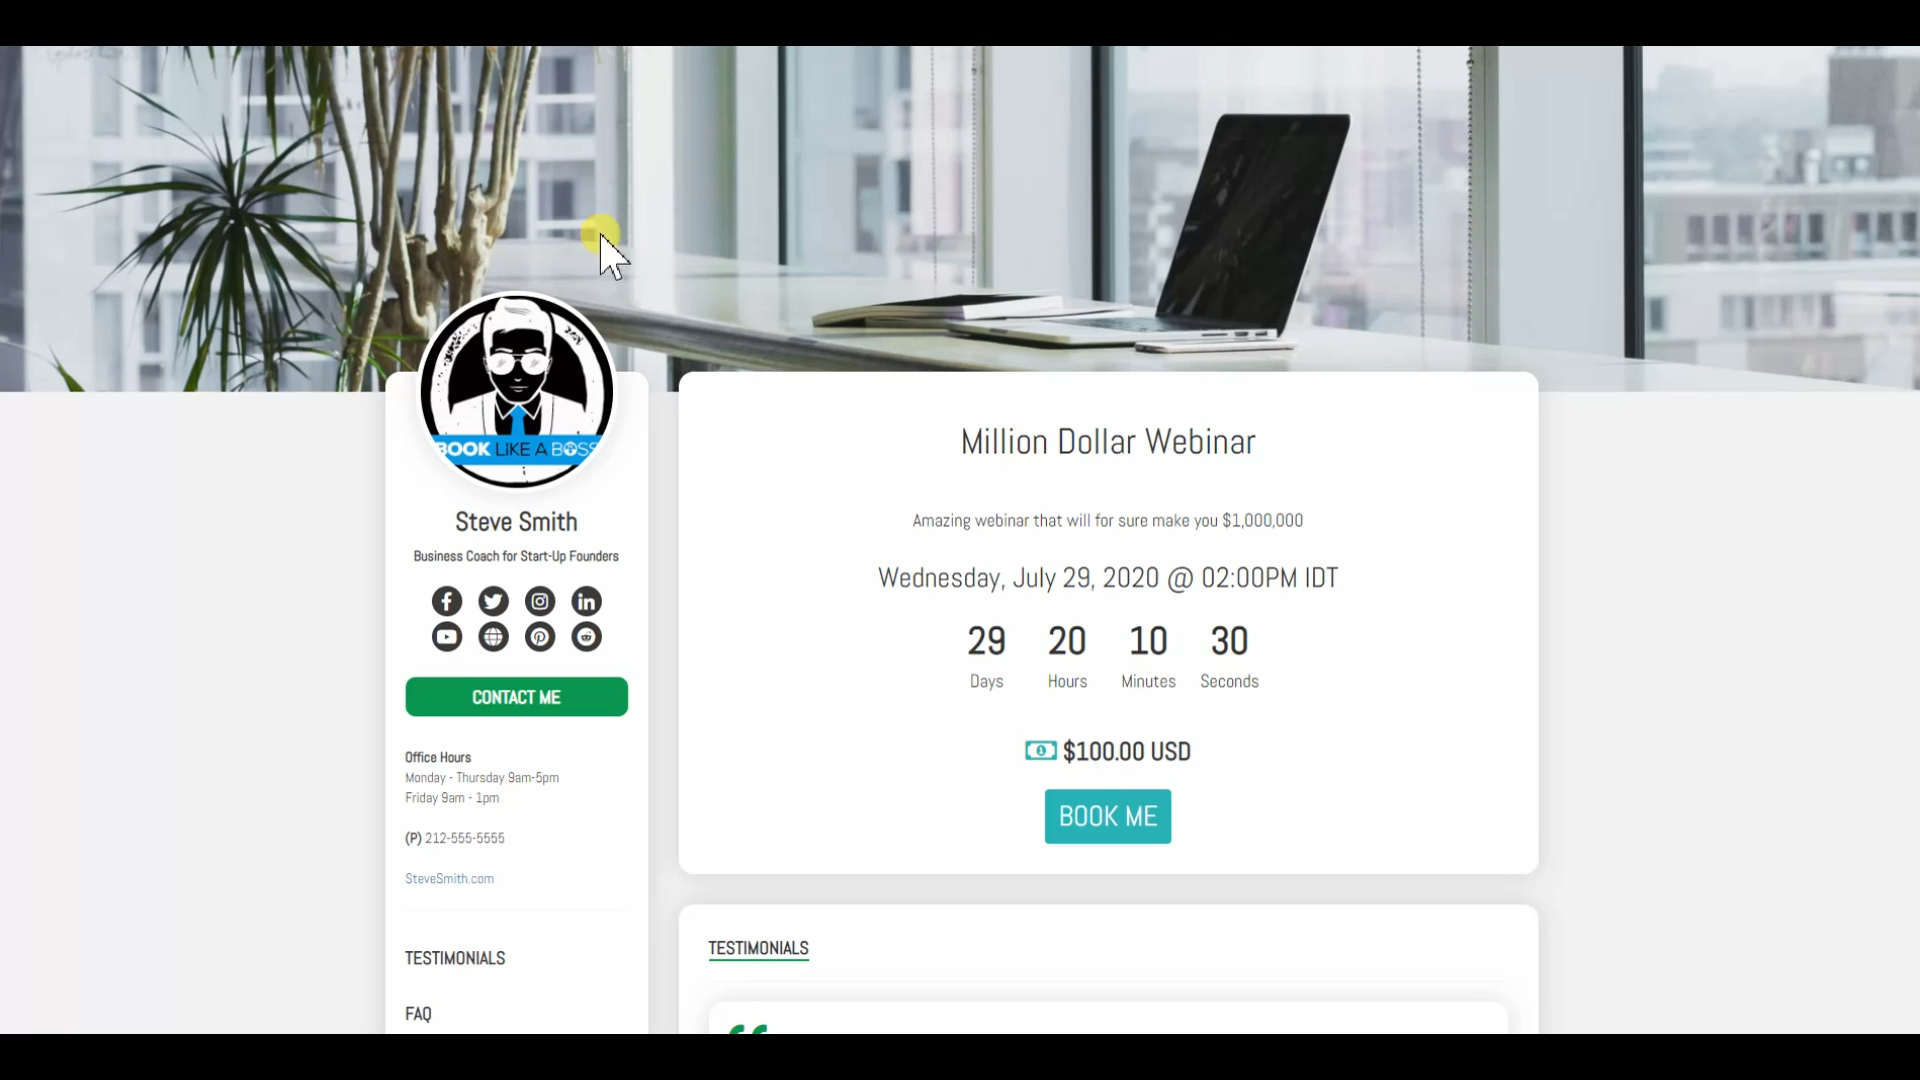 BOOK LIKE A BOSS
Steve Smith
Business Coach for Start-Up Founders
CONTACT ME
Office Hours
Monday - Thursday 9am-5pm
Friday 9am - 1pm
(P) 212-555-5555
SteveSmith.com
TESTIMONIALS
FAQ
Million Dollar Webinar
Amazing webinar that will for sure make you $1,000,000
Wednesday, July 29, 2020 @ 02:00PM IDT
29 20 10 30
Days Hours Minutes Seconds
$100.00 USD
BOOK ME
TESTIMONIALS